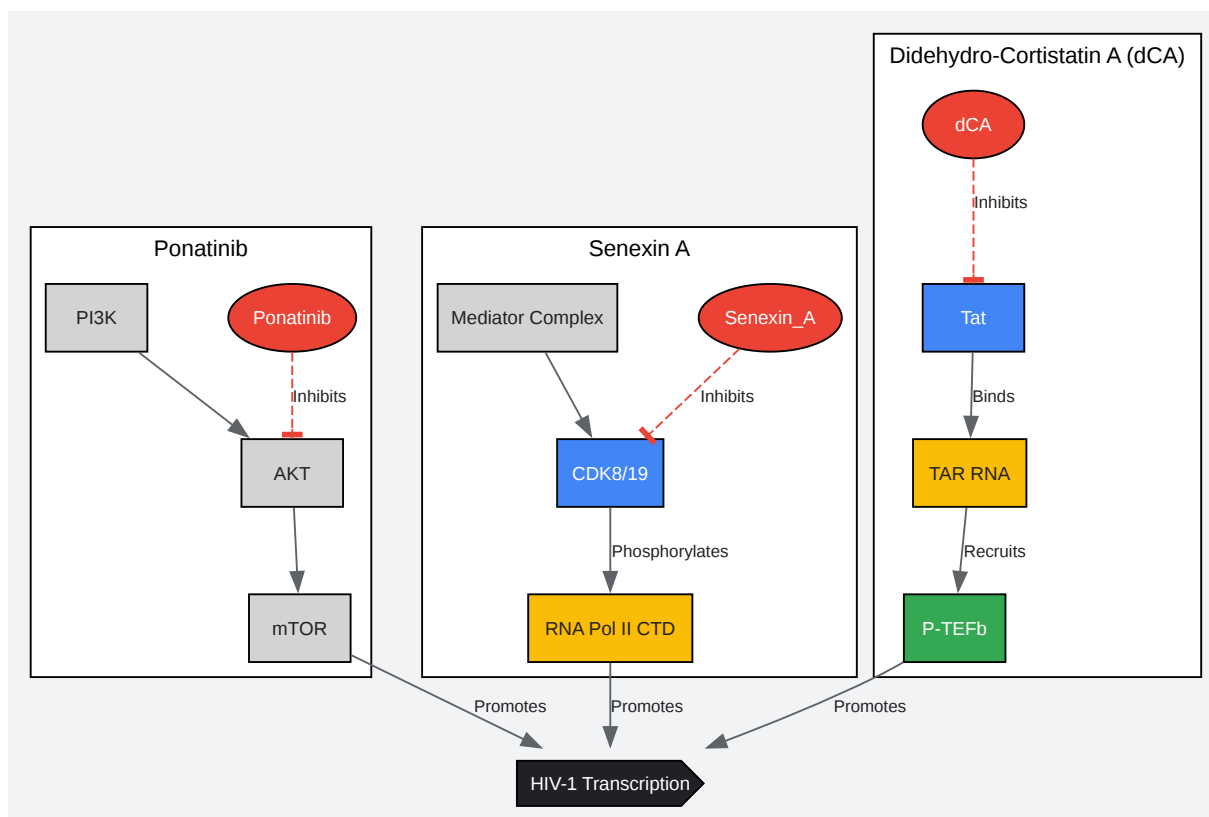 Didehydro-Cortistatin A (dCA)
dCA
Inhibits
Tat
Binds
TAR RNA
Recruits
P-TEFb
Promotes
Ponatinib
PI3K
Ponatinib
Inhibits
AKT
mTOR
Promotes
Senexin A
Mediator Complex
Senexin_A
Inhibits
CDK8/19
Phosphorylates
RNA Pol II CTD
Promotes
HIV-1 Transcription